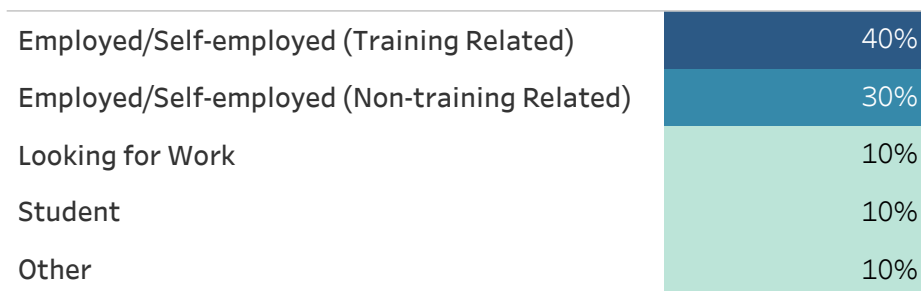 Employed/Self-employed (Training Related) 40%
Employed/Self-employed (Non-training Related) 30%
Looking for Work 10%
Student 10%
Other 10%